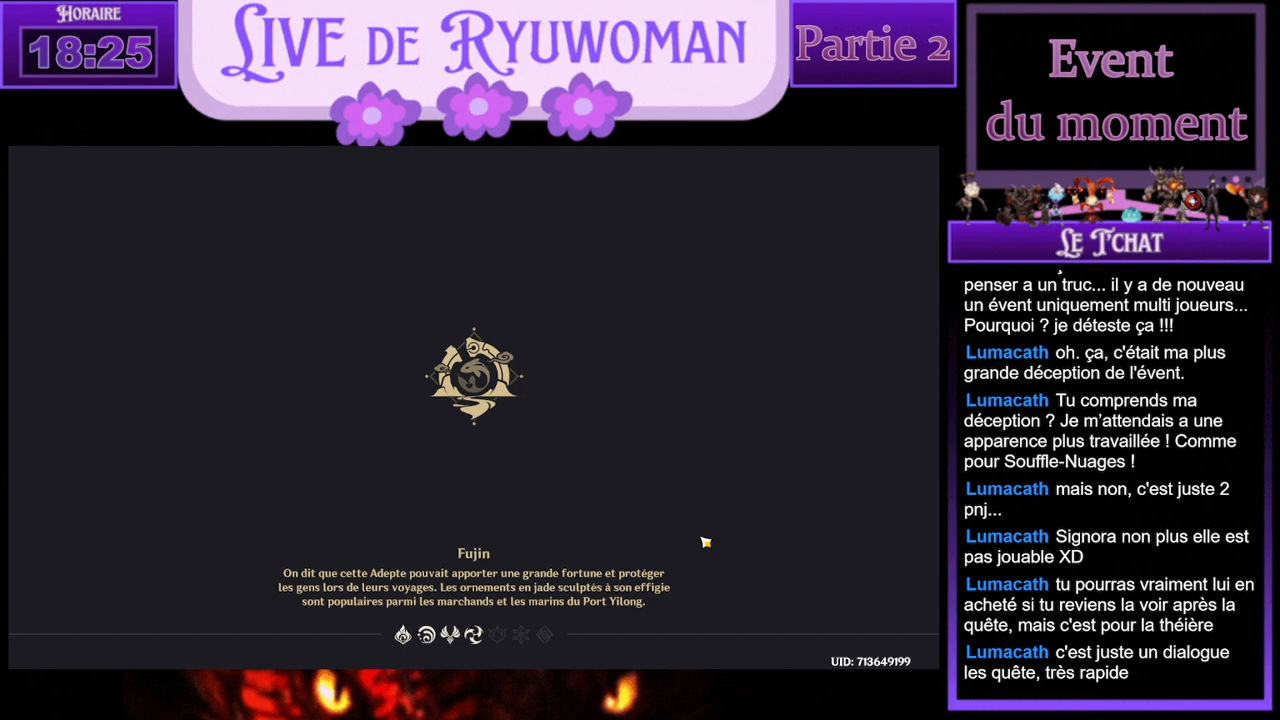 HORAIRE
18:25
LIVE DE RYUWOMAN
Partie 2
Event
du moment
LE T'CHAT
penser a un truc... il y a de nouveau
un évent uniquement multi joueurs...
Pourquoi ? je déteste ça !!!
Lumacath oh. ça, c'était ma plus
grande déception de l'évent.
Lumacath Tu comprends ma
déception ? Je m'attendais a une
apparence plus travaillée ! Comme
pour Souffle-Nuages !
Lumacath mais non, c'est juste 2
pnj...
Lumacath Signora non plus elle est
pas jouable XD
Lumacath tu pourras vraiment lui en
acheté si tu reviens la voir après la
quête, mais c'est pour la théière
Lumacath c'est juste un dialogue
les quête, très rapide
Fujin
On dit que cette Adepte pouvait apporter une grande fortune et protéger
les gens lors de leurs voyages. Les ornements en jade sculptés à son effigie
sont populaires parmi les marchands et les marins du Port Yilong.
UID: 713649199